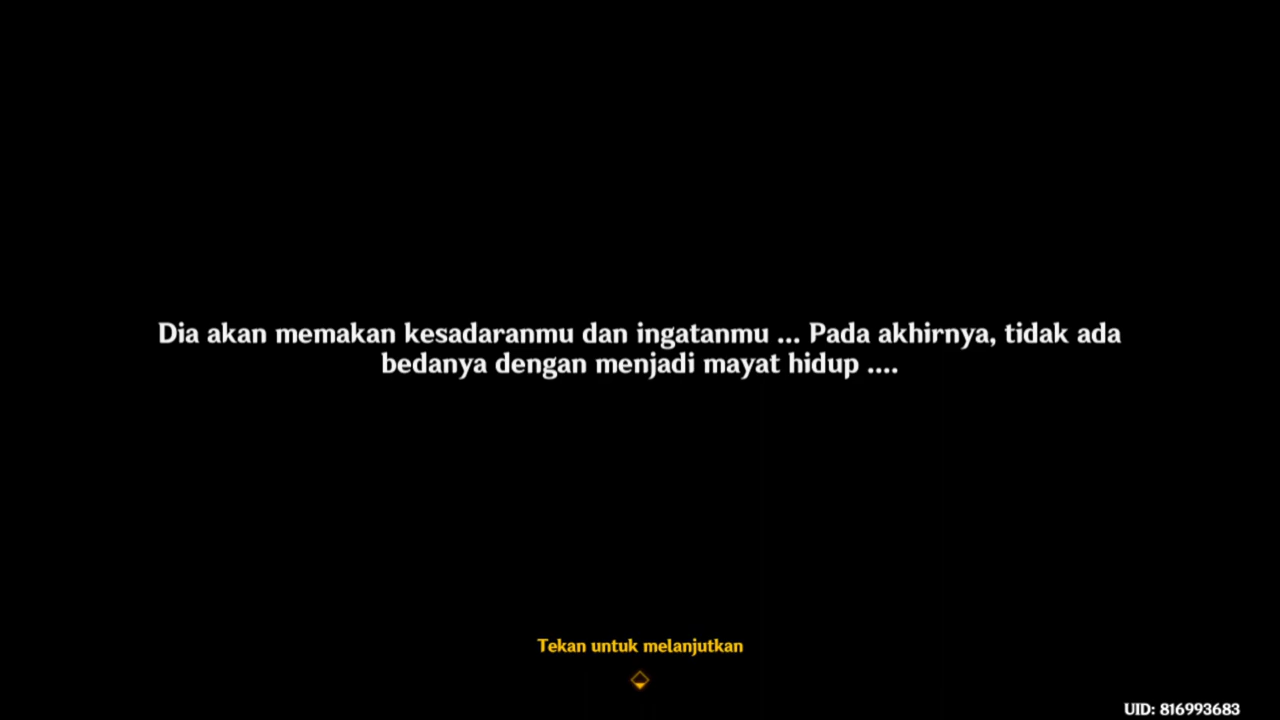 Dia akan memakan kesadaranmu dan ingatanmu ... Pada akhirnya, tidak ada
bedanya dengan menjadi mayat hidup ....
Tekan untuk melanjutkan
UID: 816993683